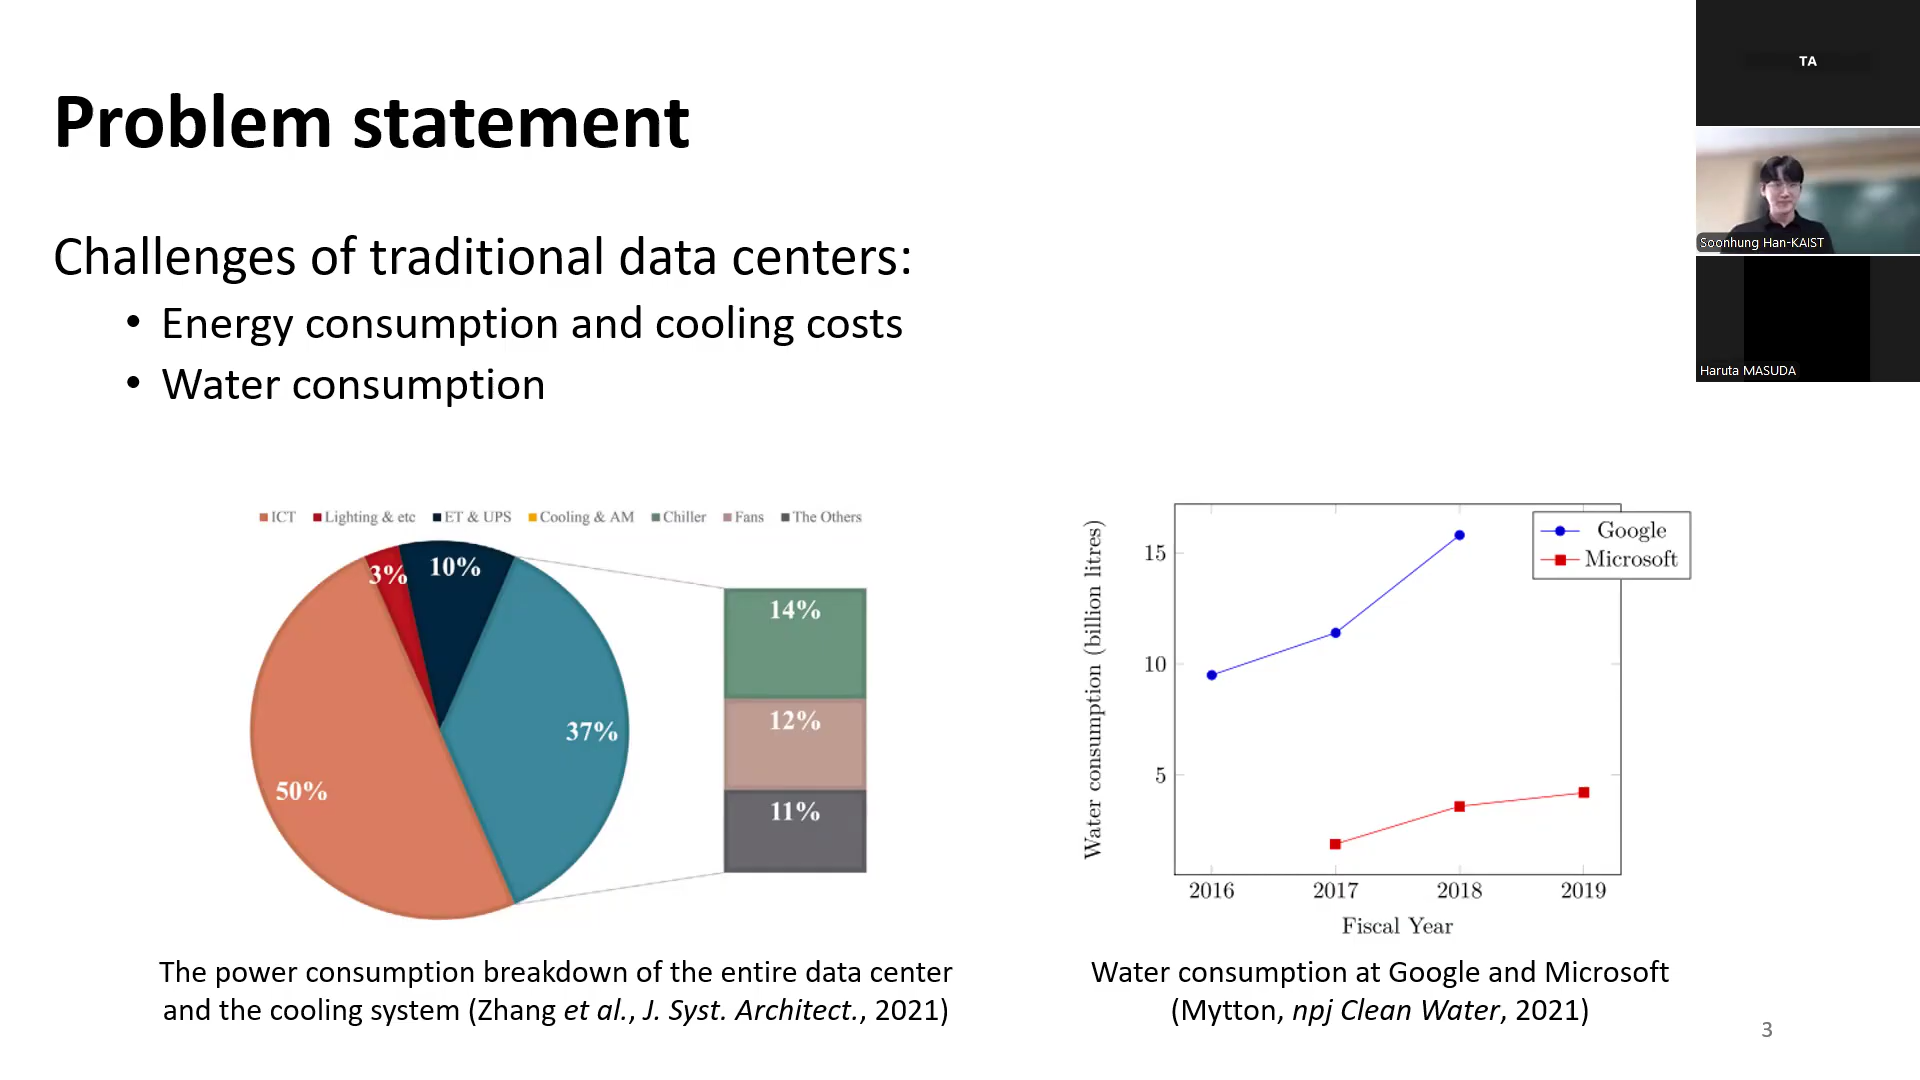 Problem statement
Challenges of traditional data centers:
• Energy consumption and cooling costs
• Water consumption
ICT Lighting & etc ET & UPS Cooling & AM Chiller Fans The Others
3%
10%
37%
50%
14%
12%
11%
The power consumption breakdown of the entire data center
and the cooling system (Zhang et al., J. Syst. Architect., 2021)
Water consumption (billion litres)
15
10
5
Google
Microsoft
2016 2017 2018 2019
Fiscal Year
Water consumption at Google and Microsoft
(Mytton, npj Clean Water, 2021)
3
TA
Soonhung Han-KAIST
Haruta MASUDA